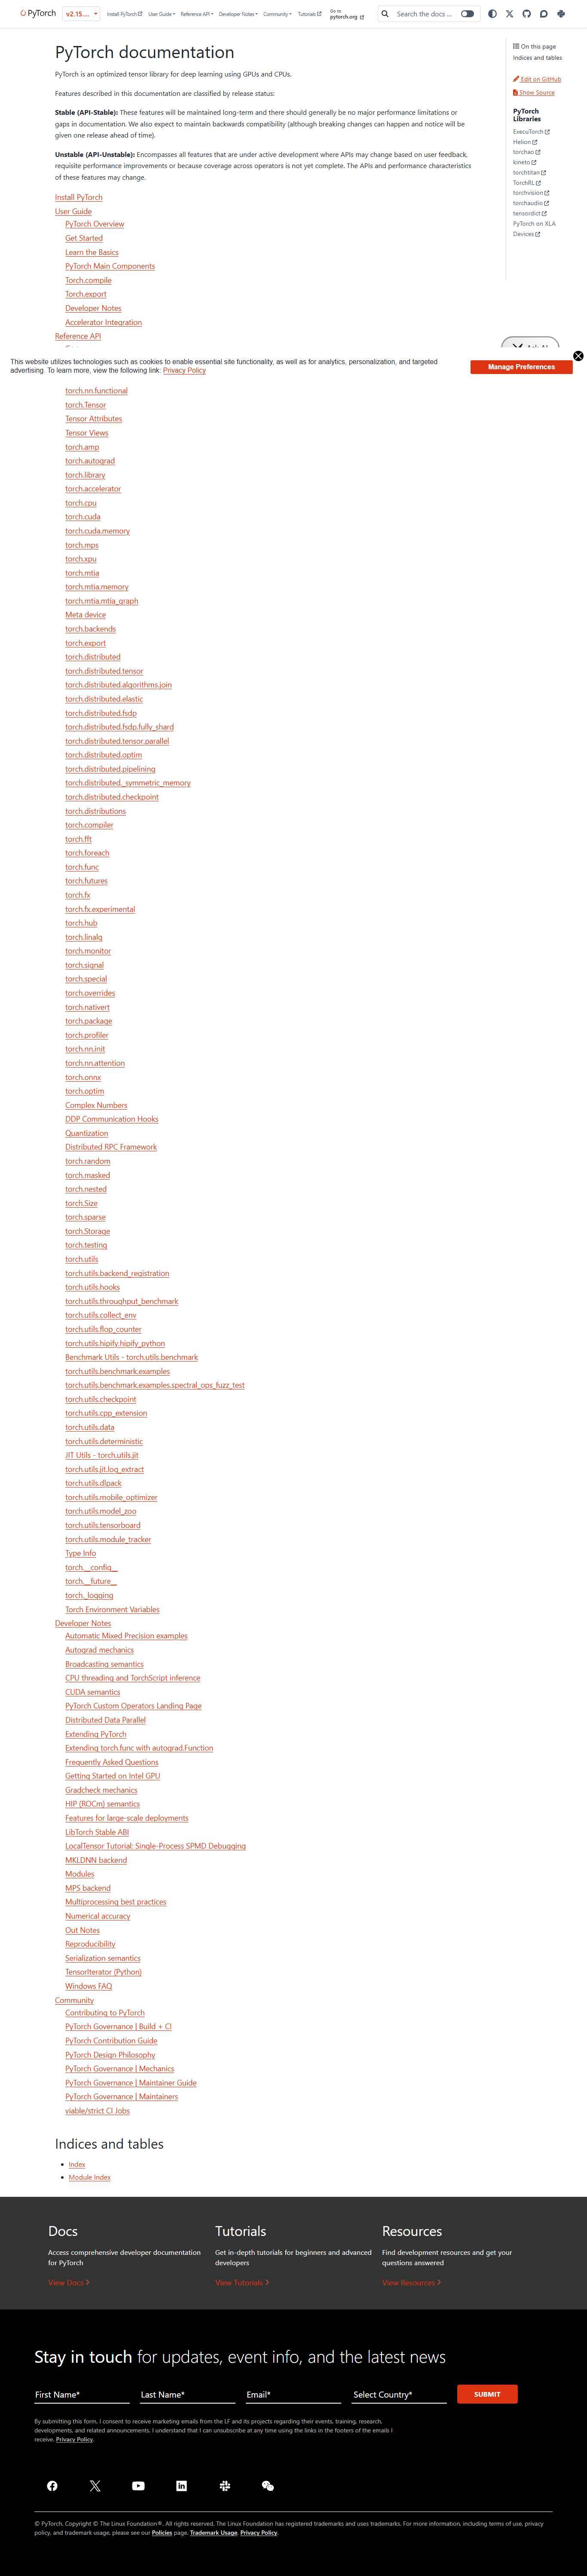 PyTorch
v2.15....
Install PyTorch
User Guide
Reference API
Developer Notes
Community
Tutorials
Go to
pytorch.org
Search the docs ...
PyTorch documentation
PyTorch is an optimized tensor library for deep learning using GPUs and CPUs.
Features described in this documentation are classified by release status:
Stable (API-Stable): These features will be maintained long-term and there should generally be no major performance limitations or
gaps in documentation. We also expect to maintain backwards compatibility (although breaking changes can happen and notice will be
given one release ahead of time).
Unstable (API-Unstable): Encompasses all features that are under active development where APIs may change based on user feedback,
requisite performance improvements or because coverage across operators is not yet complete. The APIs and performance characteristics
of these features may change.
Install PyTorch
User Guide
PyTorch Overview
Get Started
Learn the Basics
PyTorch Main Components
Torch.compile
Torch.export
Developer Notes
Accelerator Integration
Reference API
On this page
Indices and tables
Edit on GitHub
Show Source
PyTorch
Libraries
ExecuTorch
Helion
torchao
kineto
torchtitan
TorchRL
torchvision
torchaudio
tensordict
PyTorch on XLA
Devices
Ask AI
This website utilizes technologies such as cookies to enable essential site functionality, as well as for analytics, personalization, and targeted
advertising. To learn more, view the following link: Privacy Policy
Manage Preferences
torch.nn.functional
torch.Tensor
Tensor Attributes
Tensor Views
torch.amp
torch.autograd
torch.library
torch.accelerator
torch.cpu
torch.cuda
torch.cuda.memory
torch.mps
torch.xpu
torch.mtia
torch.mtia.memory
torch.mtia.mtia_graph
Meta device
torch.backends
torch.export
torch.distributed
torch.distributed.tensor
torch.distributed.algorithms.join
torch.distributed.elastic
torch.distributed.fsdp
torch.distributed.fsdp.fully_shard
torch.distributed.tensor.parallel
torch.distributed.optim
torch.distributed.pipelining
torch.distributed._symmetric_memory
torch.distributed.checkpoint
torch.distributions
torch.compiler
torch.fft
torch.foreach
torch.func
torch.futures
torch.fx
torch.fx.experimental
torch.hub
torch.linalg
torch.monitor
torch.signal
torch.special
torch.overrides
torch.nativert
torch.package
torch.profiler
torch.nn.init
torch.nn.attention
torch.onnx
torch.optim
Complex Numbers
DDP Communication Hooks
Quantization
Distributed RPC Framework
torch.random
torch.masked
torch.nested
torch.Size
torch.sparse
torch.Storage
torch.testing
torch.utils
torch.utils.backend_registration
torch.utils.hooks
torch.utils.throughput_benchmark
torch.utils.collect_env
torch.utils.flop_counter
torch.utils.hipify.hipify_python
Benchmark Utils - torch.utils.benchmark
torch.utils.benchmark.examples
torch.utils.benchmark.examples.spectral_ops_fuzz_test
torch.utils.checkpoint
torch.utils.cpp_extension
torch.utils.data
torch.utils.deterministic
JIT Utils - torch.utils.jit
torch.utils.jit.log_extract
torch.utils.dlpack
torch.utils.mobile_optimizer
torch.utils.model_zoo
torch.utils.tensorboard
torch.utils.module_tracker
Type Info
torch.__config__
torch.__future__
torch._logging
Torch Environment Variables
Developer Notes
Automatic Mixed Precision examples
Autograd mechanics
Broadcasting semantics
CPU threading and TorchScript inference
CUDA semantics
PyTorch Custom Operators Landing Page
Distributed Data Parallel
Extending PyTorch
Extending torch.func with autograd.Function
Frequently Asked Questions
Getting Started on Intel GPU
Gradcheck mechanics
HIP (ROCm) semantics
Features for large-scale deployments
LibTorch Stable ABI
LocalTensor Tutorial: Single-Process SPMD Debugging
MKLDNN backend
Modules
MPS backend
Multiprocessing best practices
Numerical accuracy
Out Notes
Reproducibility
Serialization semantics
TensorIterator (Python)
Windows FAQ
Community
Contributing to PyTorch
PyTorch Governance | Build + CI
PyTorch Contribution Guide
PyTorch Design Philosophy
PyTorch Governance | Mechanics
PyTorch Governance | Maintainer Guide
PyTorch Governance | Maintainers
viable/strict CI Jobs
Indices and tables
Index
Module Index
Docs
Access comprehensive developer documentation
for PyTorch
View Docs
Tutorials
Get in-depth tutorials for beginners and advanced
developers
View Tutorials
Resources
Find development resources and get your
questions answered
View Resources
Stay in touch for updates, event info, and the latest news
First Name*
Last Name*
Email*
Select Country*
SUBMIT
By submitting this form, I consent to receive marketing emails from the LF and its projects regarding their events, training, research,
developments, and related announcements. I understand that I can unsubscribe at any time using the links in the footers of the emails I
receive. Privacy Policy.
© PyTorch. Copyright © The Linux Foundation®. All rights reserved. The Linux Foundation has registered trademarks and uses trademarks. For more information, including terms of use, privacy
policy, and trademark usage, please see our Policies page. Trademark Usage. Privacy Policy.